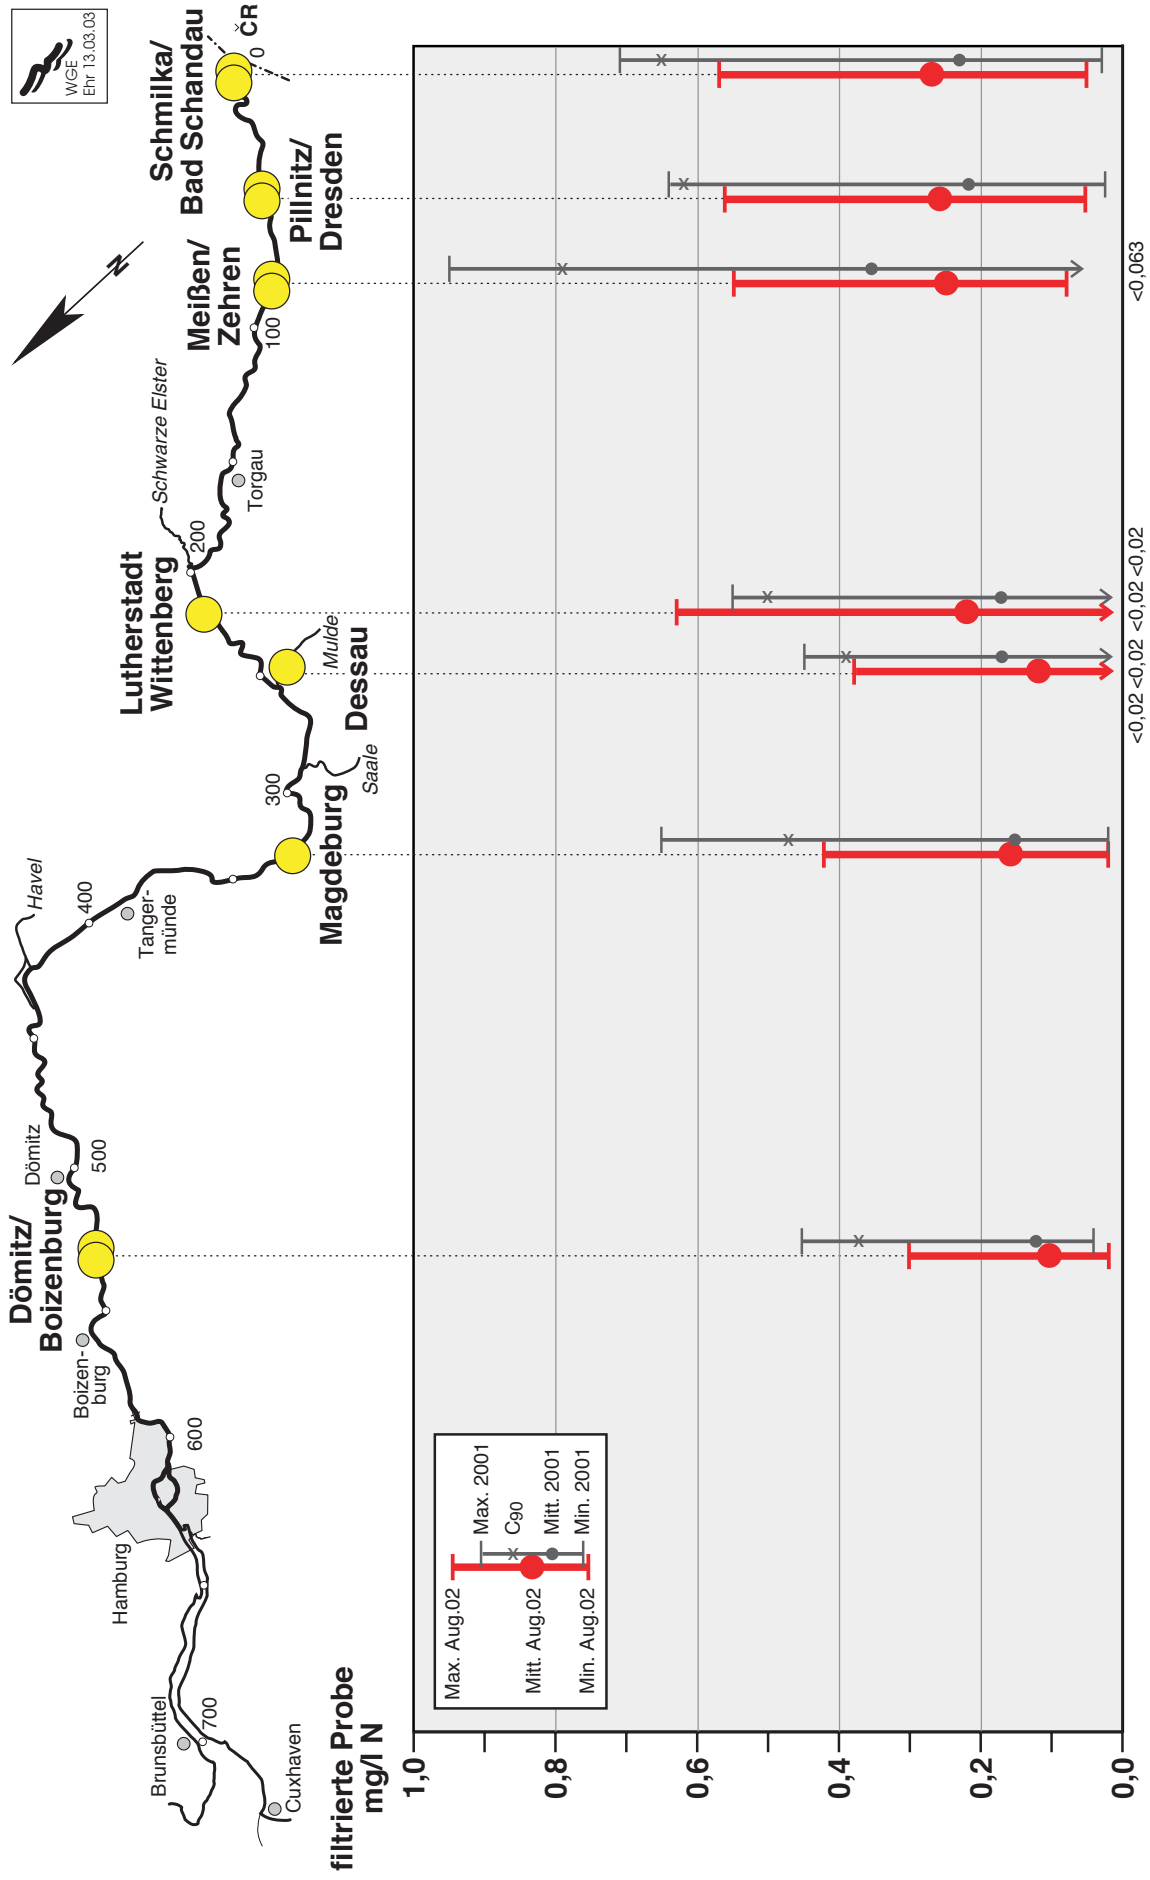 WGE
Ehr 13.03.03
ČR
0
Schmilka/
Bad Schandau
Pillnitz/
Dresden
Meißen/
Zehren
100
N
Schwarze Elster
Torgau
200
Lutherstadt
Wittenberg
Mulde
Dessau
Saale
300
Magdeburg
Havel
400
Tanger-
münde
Dömitz
500
Dömitz/
Boizenburg
Boizen-
burg
600
Hamburg
Brunsbüttel
700
Cuxhaven
filtrierte Probe
mg/l N
1,0
0,8
0,6
0,4
0,2
0,0
Max. Aug.02
Mitt. Aug.02
Min. Aug.02
Max. 2001
x C90
Mitt. 2001
Min. 2001
x
x
x
x
x
x
x
<0,02 <0,02 <0,02 <0,02
<0,063